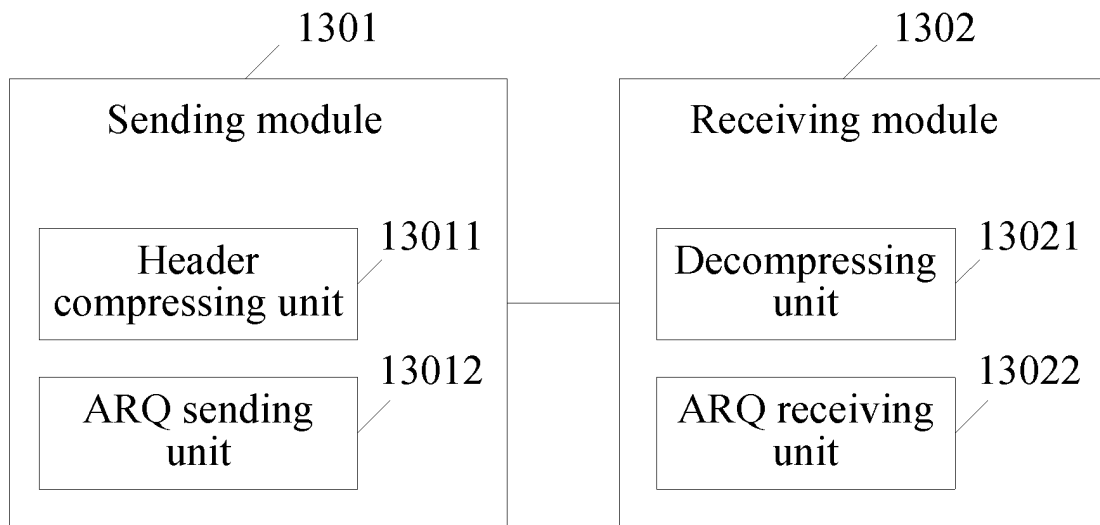 1301
1302
Sending module
Receiving module
13011
Header
compressing unit
13021
Decompressing
unit
13012
ARQ sending
unit
13022
ARQ receiving
unit